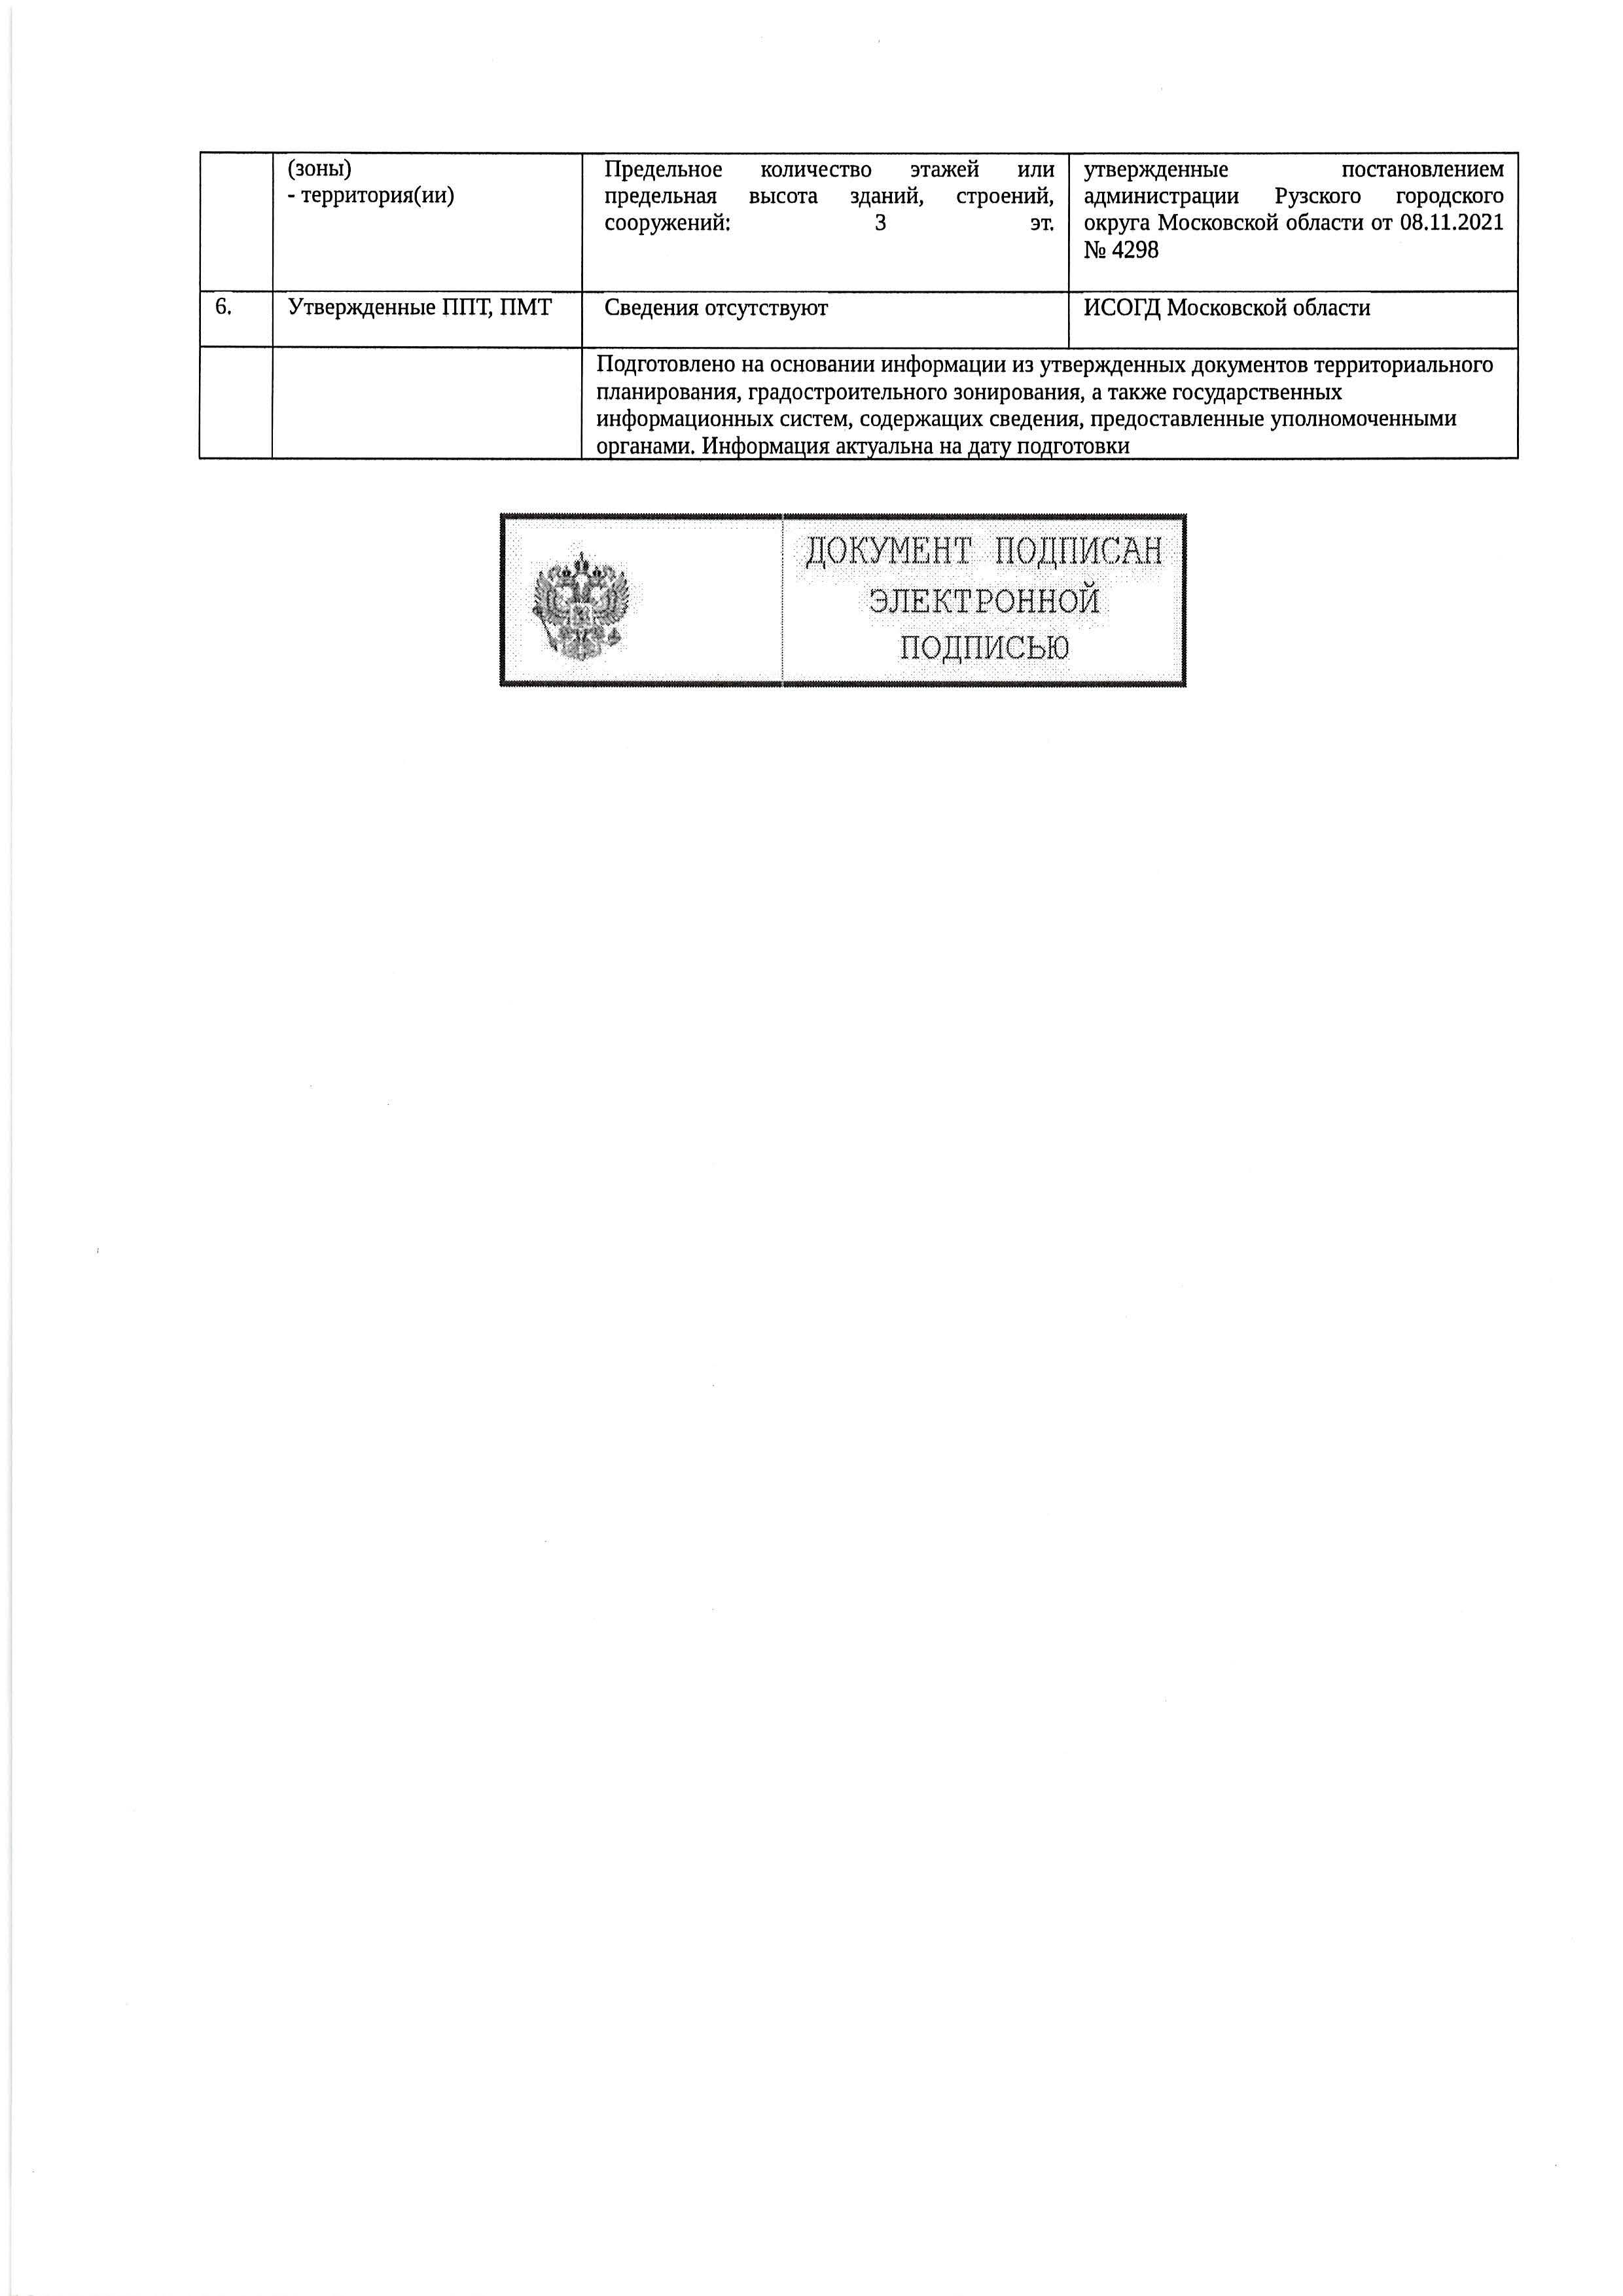 (зоны)
- территория(ии)
Предельное количество этажей или
предельная высота зданий, строений,
сооружений: 3 эт.
утвержденные постановлением
администрации Рузского городского
округа Московской области от 08.11.2021
№ 4298
6.
Утвержденные ППТ, ПМТ
Сведения отсутствуют
ИСОГД Московской области
Подготовлено на основании информации из утвержденных документов территориального
планирования, градостроительного зонирования, а также государственных
информационных систем, содержащих сведения, предоставленные уполномоченными
органами. Информация актуальна на дату подготовки
ДОКУМЕНТ ПОДПИСАН
ЭЛЕКТРОННОЙ
ПОДПИСЬЮ